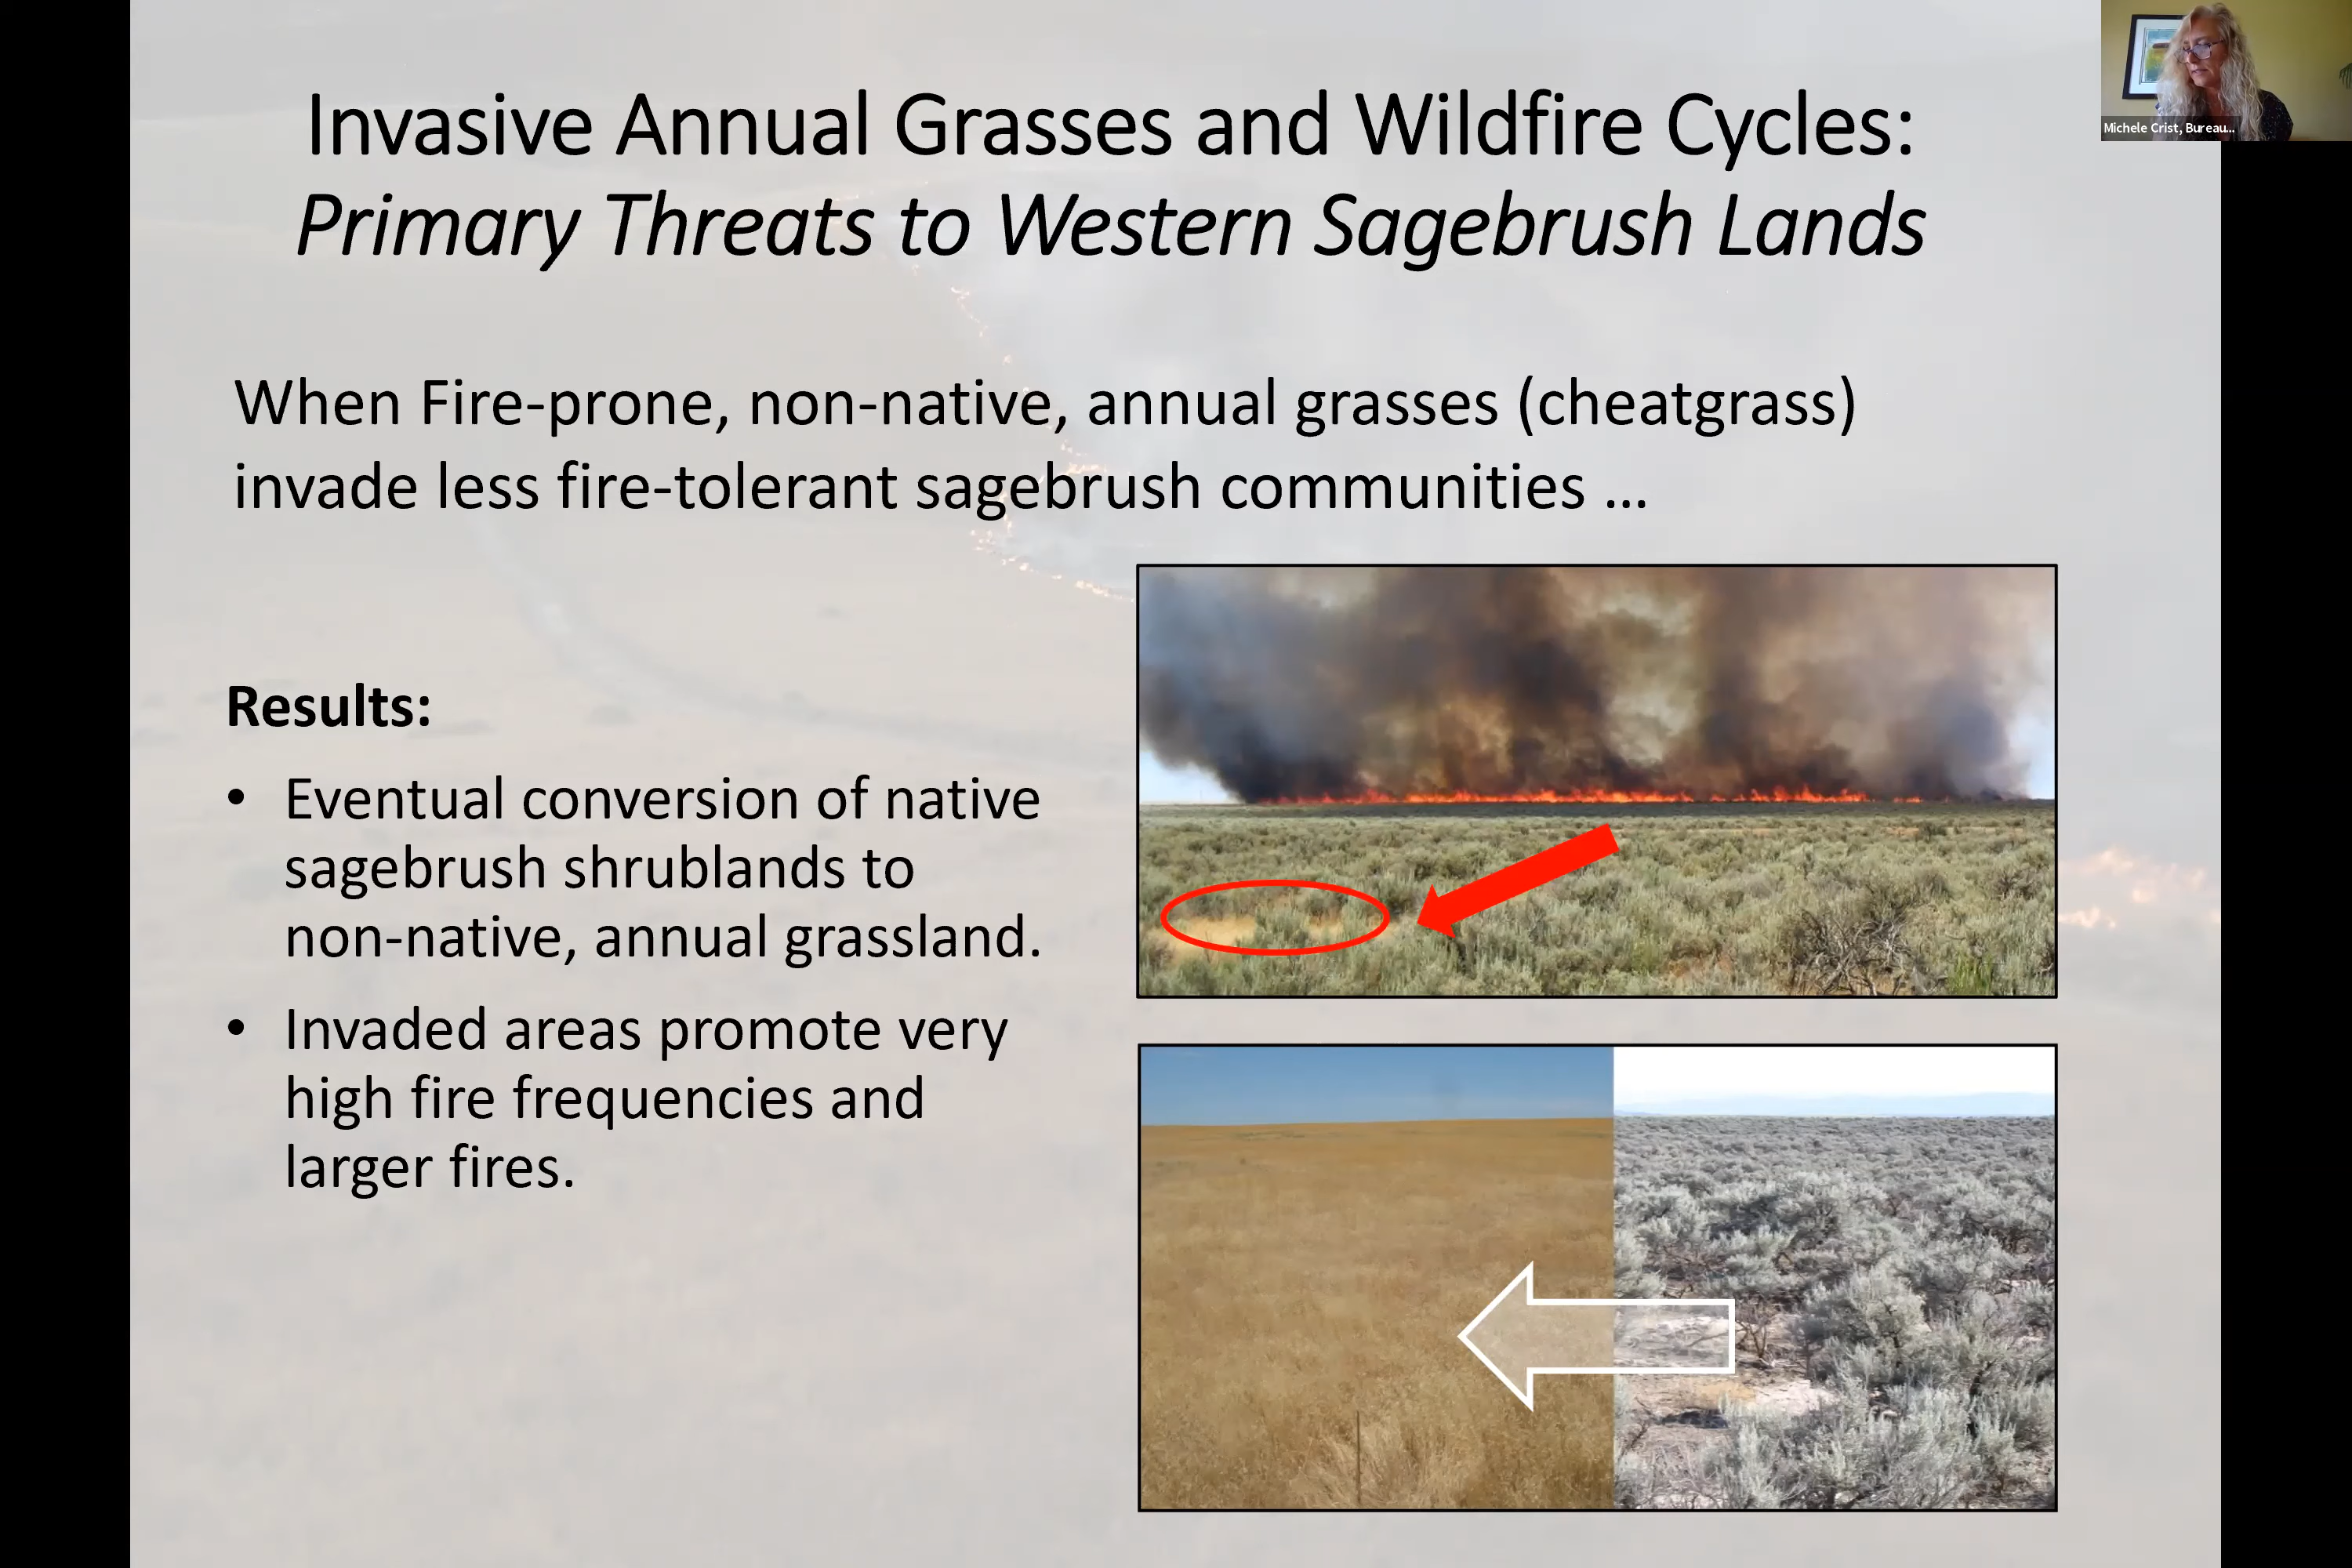 Invasive Annual Grasses and Wildfire Cycles:
Primary Threats to Western Sagebrush Lands
Michele Crist, Bureau...
When Fire-prone, non-native, annual grasses (cheatgrass)
invade less fire-tolerant sagebrush communities ...
Results:
• Eventual conversion of native
sagebrush shrublands to
non-native, annual grassland.
• Invaded areas promote very
high fire frequencies and
larger fires.